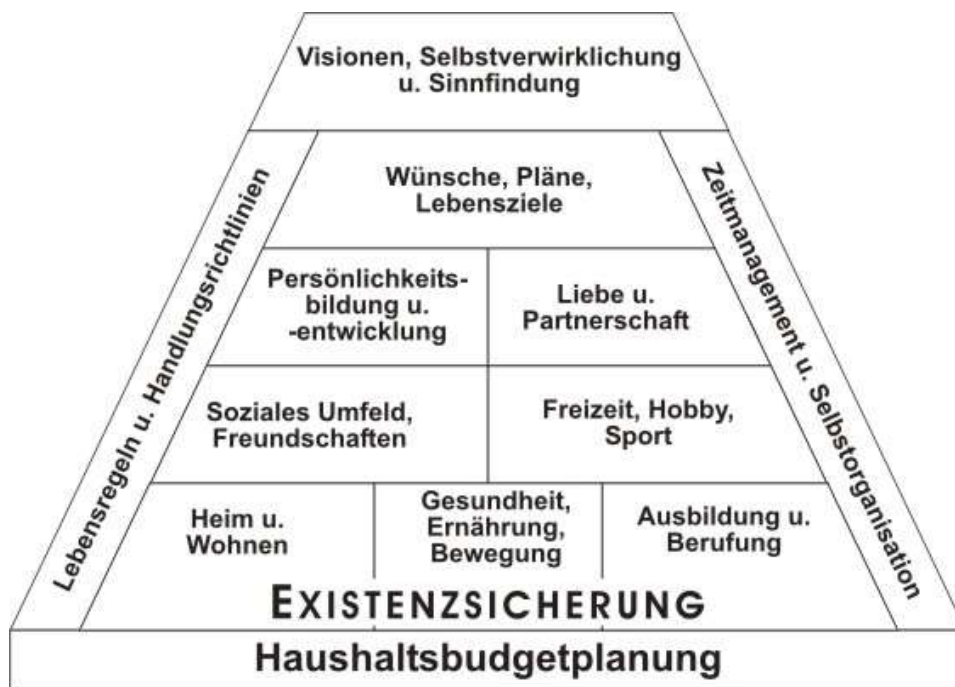 Visionen, Selbstverwirklichung
u. Sinnfindung
Lebensregeln u. Handlungsrichtlinien
Wünsche, Pläne,
Lebensziele
Zeitmanagement u. Selbstorganisation
Persönlichkeits-
bildung u.
-entwicklung
Liebe u.
Partnerschaft
Soziales Umfeld,
Freundschaften
Freizeit, Hobby,
Sport
Heim u.
Wohnen
Gesundheit,
Ernährung,
Bewegung
Ausbildung u.
Berufung
EXISTENZSICHERUNG
Haushaltsbudgetplanung